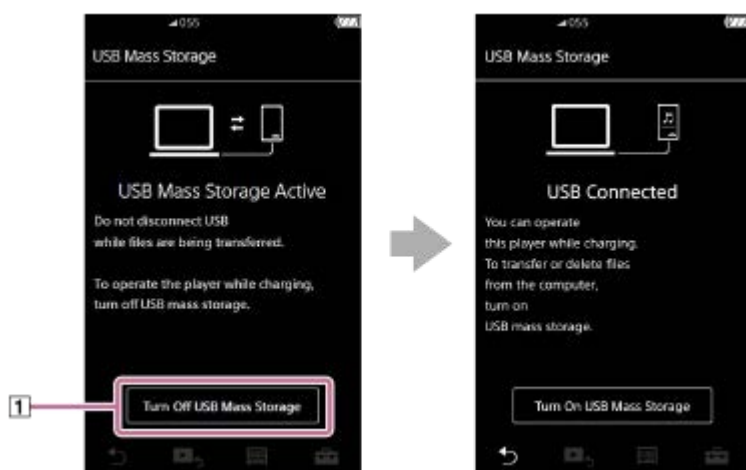 055
USB Mass Storage
USB Mass Storage Active
Do not disconnect USB
while files are being transferred.
To operate the player while charging,
turn off USB mass storage.
1
Turn Off USB Mass Storage
055
USB Mass Storage
USB Connected
You can operate
this player while charging.
To transfer or delete files
from the computer,
turn on
USB mass storage.
Turn On USB Mass Storage